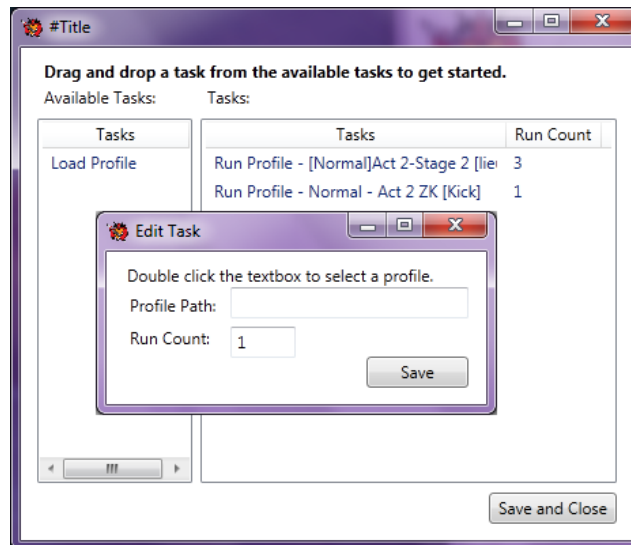 #Title
Drag and drop a task from the available tasks to get started.
Available Tasks: Tasks:
Tasks Tasks Run Count
Load Profile Run Profile - [Normal]Act 2-Stage 2 [lieu 3
Run Profile - Normal - Act 2 ZK [Kick] 1
Edit Task
Double click the textbox to select a profile.
Profile Path:
Run Count: 1
Save
Save and Close